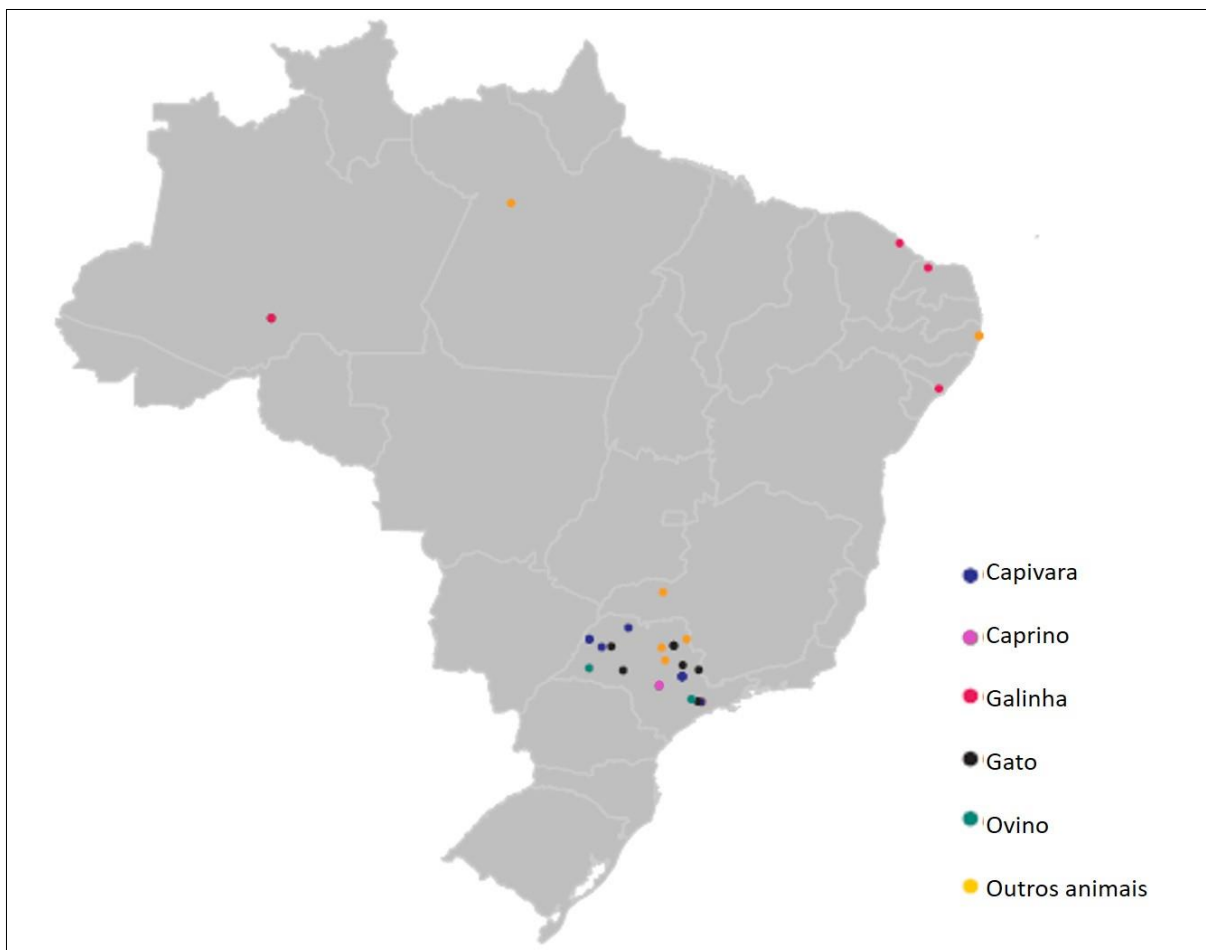 Capivara
Caprino
Galinha
Gato
Ovino
Outros animais